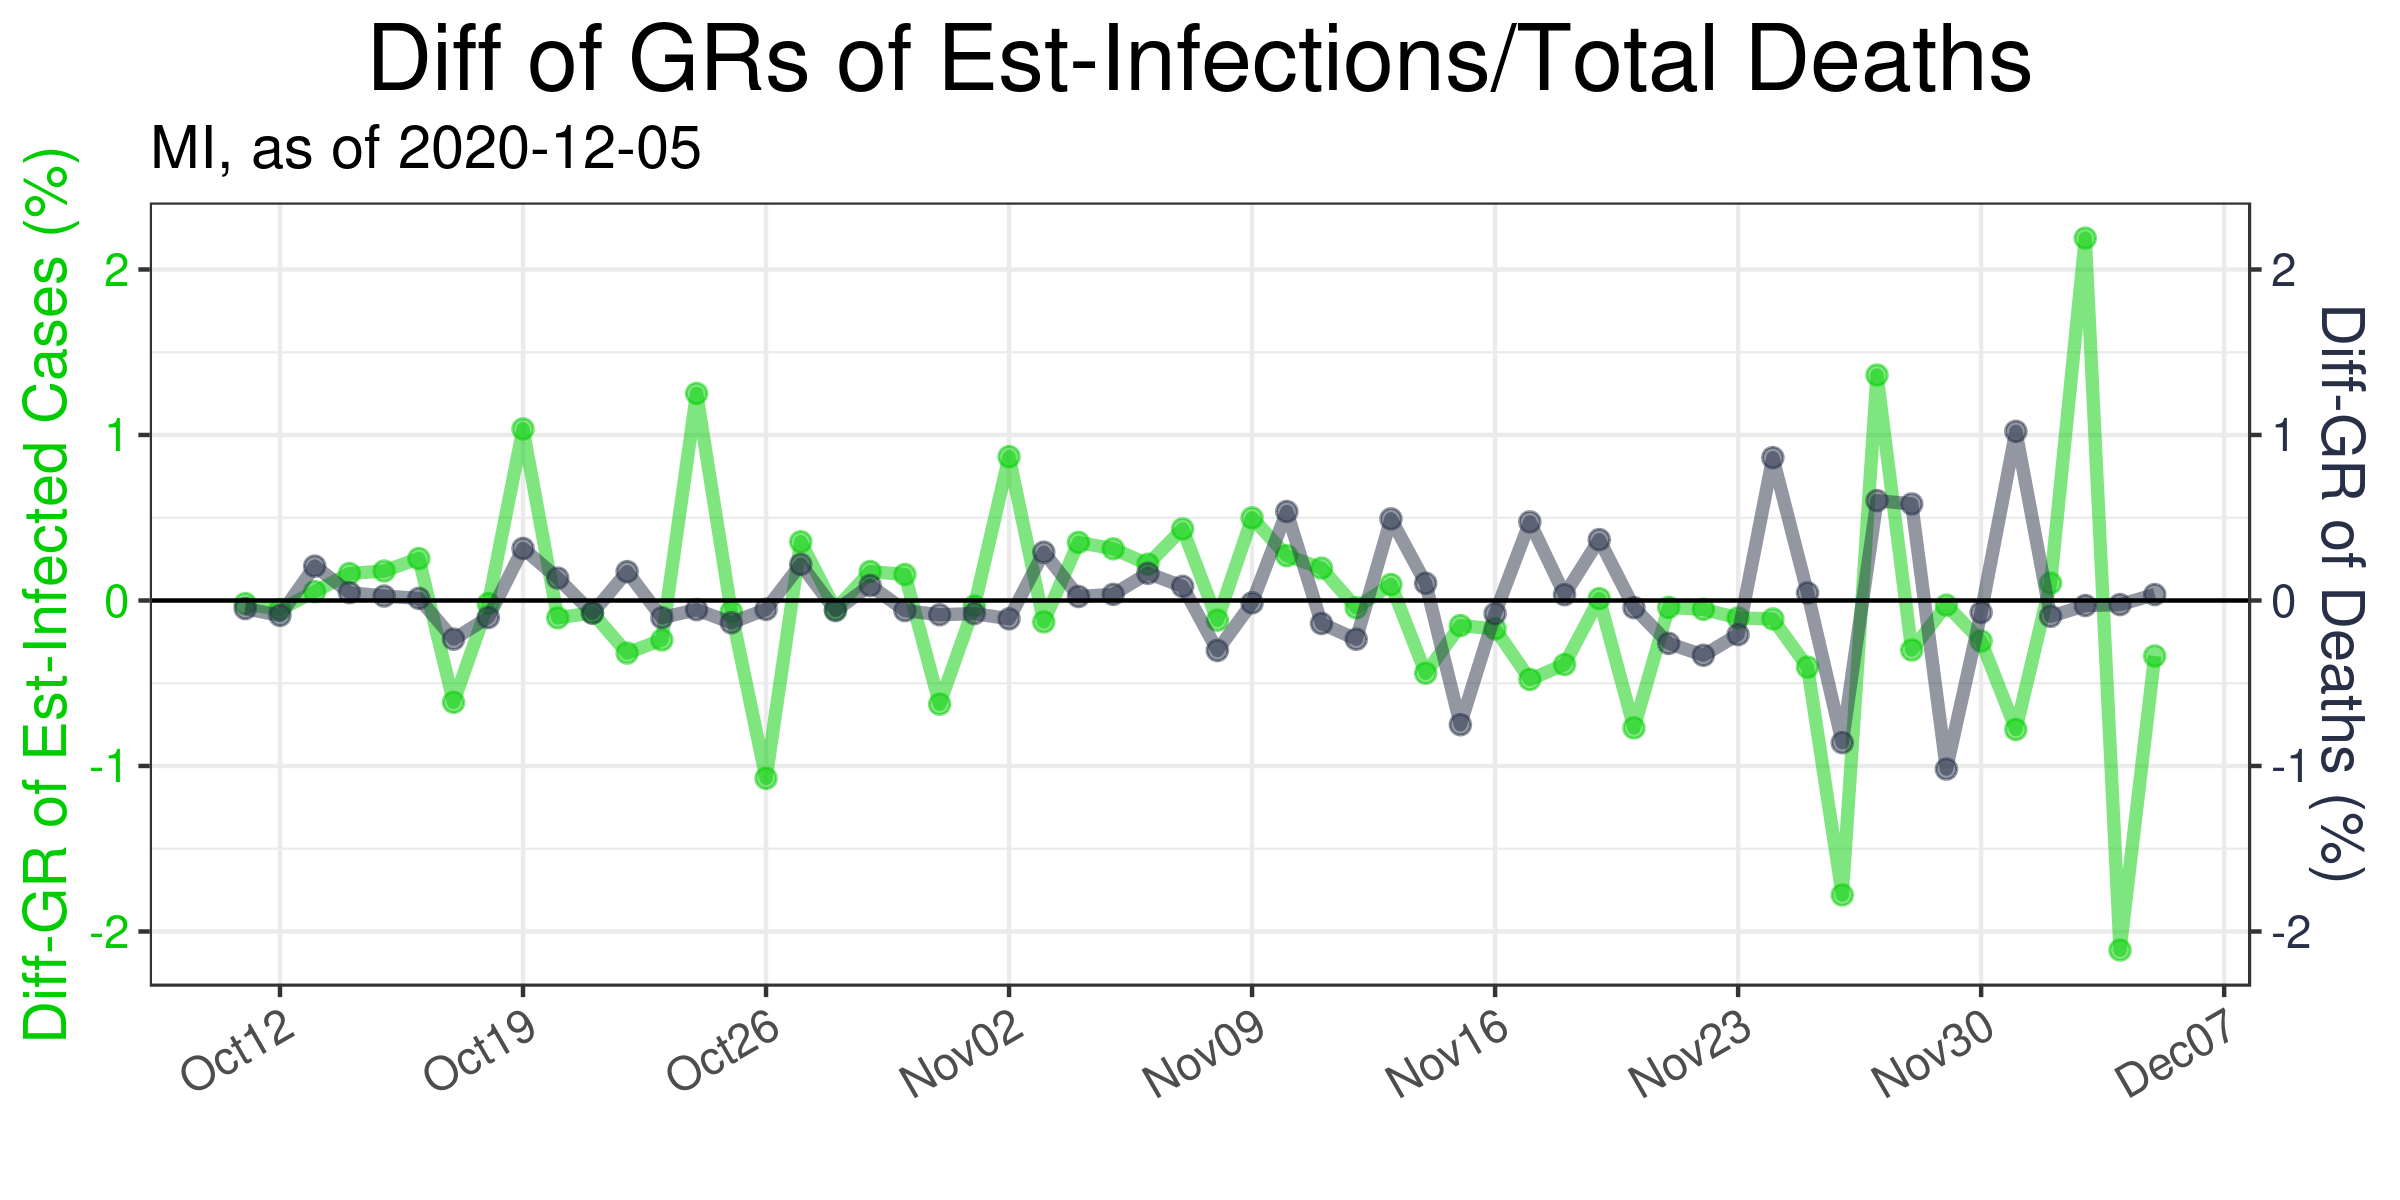 Diff of GRs of Est-Infections/Total Deaths
MI, as of 2020-12-05
Diff-GR of Est-Infected Cases (%)
2
1
0
-1
-2
2
1
0
-1
-2
Diff-GR of Deaths (%)
Oct12
Oct19
Oct26
Nov02
Nov09
Nov16
Nov23
Nov30
Dec07